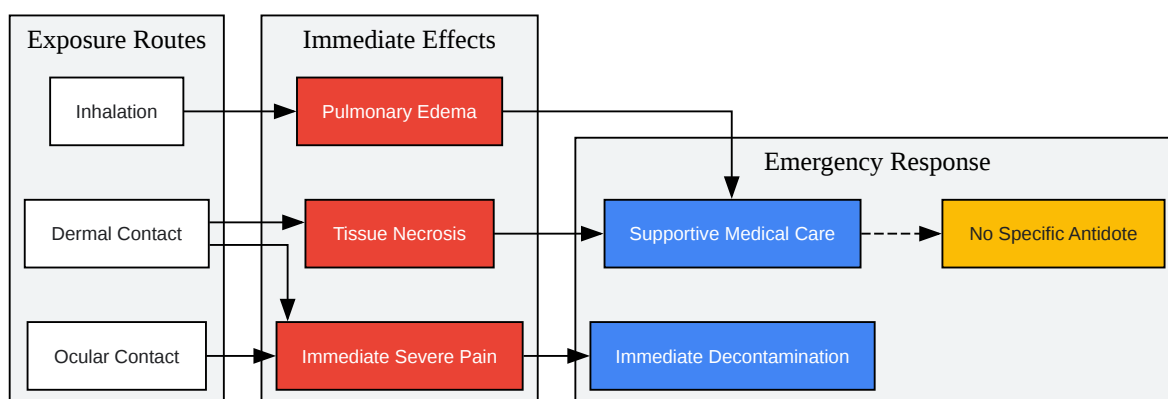 Exposure Routes
Immediate Effects
Inhalation
Pulmonary Edema
Emergency Response
Dermal Contact
Tissue Necrosis
Supportive Medical Care
No Specific Antidote
Ocular Contact
Immediate Severe Pain
Immediate Decontamination